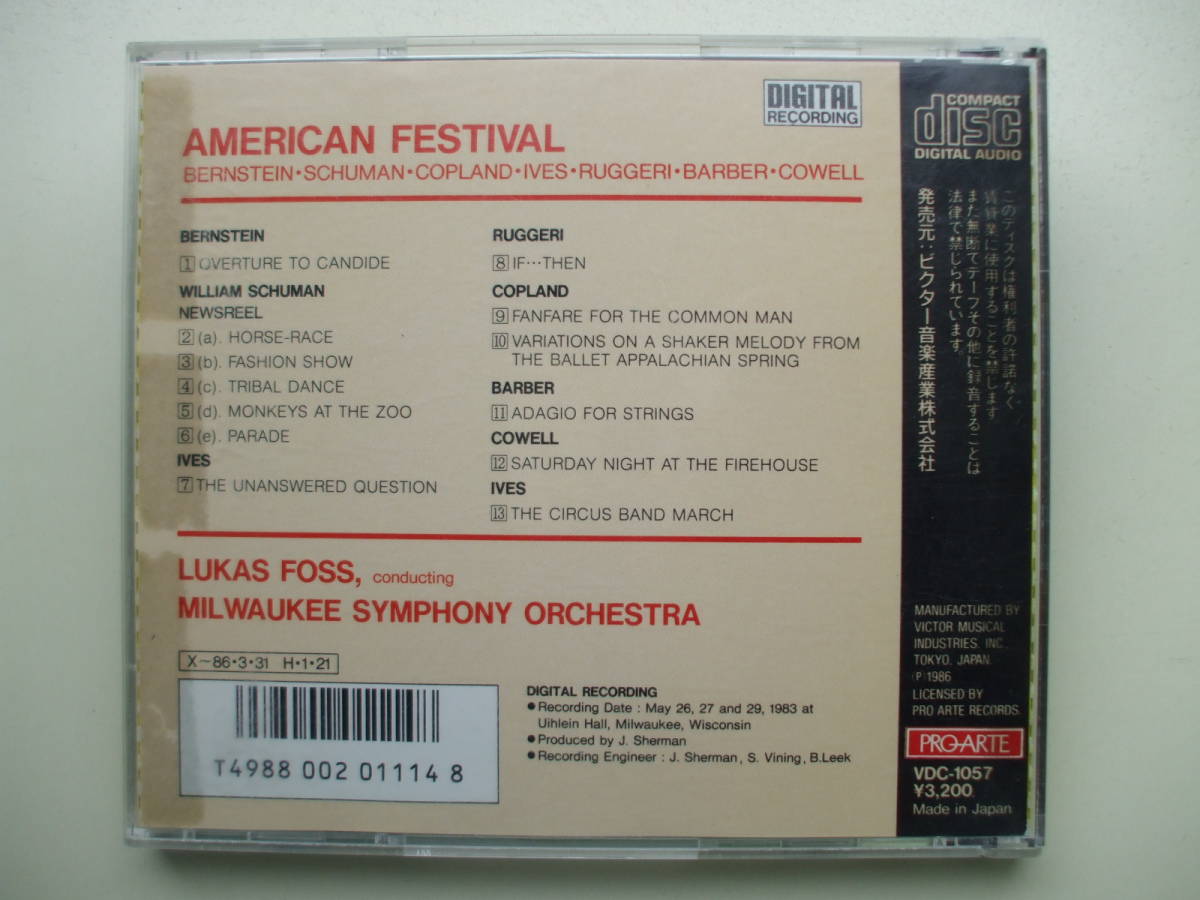 DIGITAL
RECORDING
AMERICAN FESTIVAL
BERNSTEIN•SCHUMAN•COPLAND•IVES•RUGGERI•BARBER•COWELL
BERNSTEIN
1 OVERTURE TO CANDIDE
WILLIAM SCHUMAN
NEWSREEL
2 (a). HORSE-RACE
3 (b). FASHION SHOW
4 (c). TRIBAL DANCE
5 (d). MONKEYS AT THE ZOO
6 (e). PARADE
IVES
7 THE UNANSWERED QUESTION
RUGGERI
8 IF…THEN
COPLAND
9 FANFARE FOR THE COMMON MAN
10 VARIATIONS ON A SHAKER MELODY FROM
THE BALLET APPALACHIAN SPRING
BARBER
11 ADAGIO FOR STRINGS
COWELL
12 SATURDAY NIGHT AT THE FIREHOUSE
IVES
13 THE CIRCUS BAND MARCH
LUKAS FOSS, conducting
MILWAUKEE SYMPHONY ORCHESTRA
X~86・3・31 H・1・21
T4988 002 01114 8
DIGITAL RECORDING
● Recording Date : May 26, 27 and 29, 1983 at
Uihlein Hall, Milwaukee, Wisconsin
● Produced by J. Sherman
● Recording Engineer : J. Sherman, S. Vining, B.Leek
COMPACT
disc
DIGITAL AUDIO
このディスクは権利者の許諾なく
賃貸業に使用することを禁じます。
また無断でテープその他に録音することは
法律で禁じられています。
発売元：ビクター音楽産業株式会社
MANUFACTURED BY
VICTOR MUSICAL
INDUSTRIES, INC.,
TOKYO, JAPAN.
(P)1986
LICENSED BY
PRO ARTE RECORDS.
PRO-ARTE
VDC-1057
¥3,200
Made in Japan